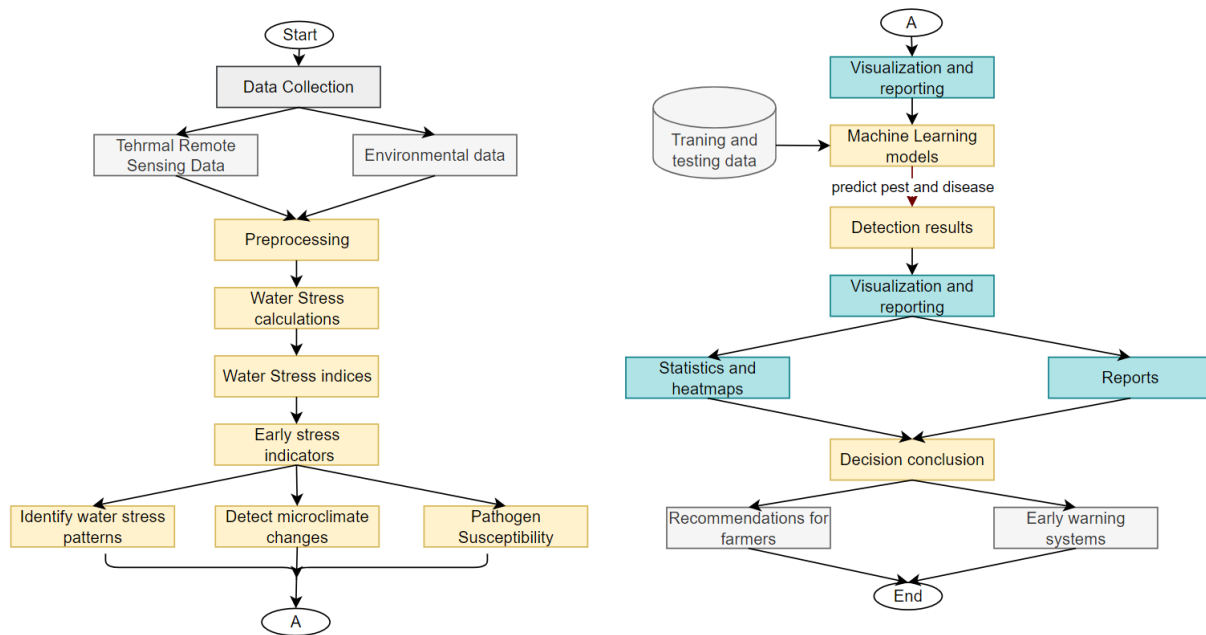 Start
Data Collection
Tehrmal Remote
Sensing Data
Environmental data
Preprocessing
Water Stress
calculations
Water Stress indices
Early stress
indicators
Identify water stress
patterns
Detect microclimate
changes
Pathogen
Susceptibility
A
A
Visualization and
reporting
Traning and
testing data
Machine Learning
models
predict pest and disease
Detection results
Visualization and
reporting
Statistics and
heatmaps
Reports
Decision conclusion
Recommendations for
farmers
Early warning
systems
End